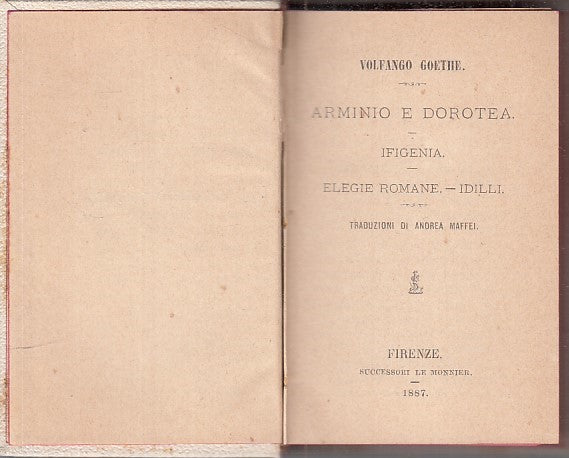 VOLFANGO GOETHE.
ARMINIO E DOROTEA.
IFIGENIA.
ELEGIE ROMANE. — IDILLI.
TRADUZIONI DI ANDREA MAFFEI.
FIRENZE.
SUCCESSORI LE MONNIER.
1887.